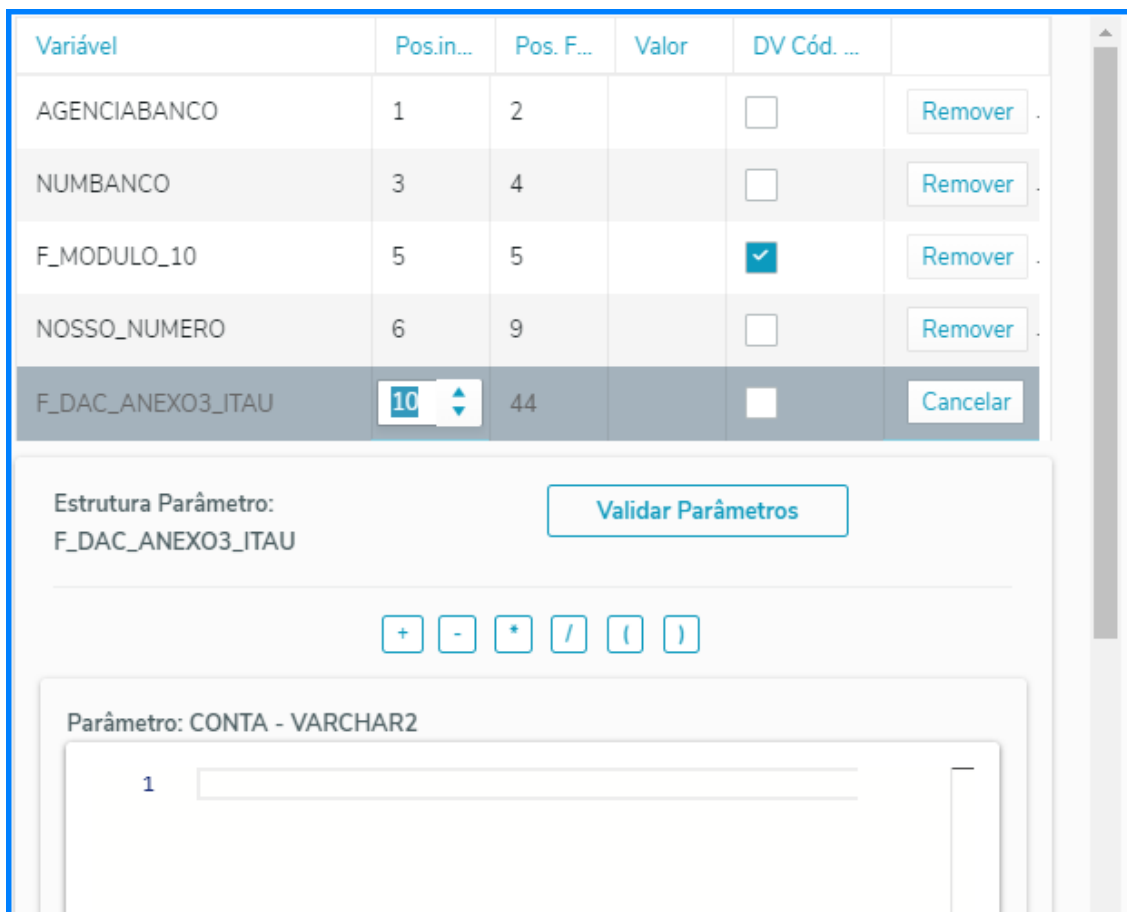 Variável Pos.in... Pos. F... Valor DV Cód. ...
AGENCIABANCO 1 2 Remover
NUMBANCO 3 4 Remover
F_MODULO_10 5 5 Remover
NOSSO_NUMERO 6 9 Remover
F_DAC_ANEXO3_ITAU 10 44 Cancelar
Estrutura Parâmetro: Validar Parâmetros
F_DAC_ANEXO3_ITAU
+ - * / ( )
Parâmetro: CONTA - VARCHAR2
1